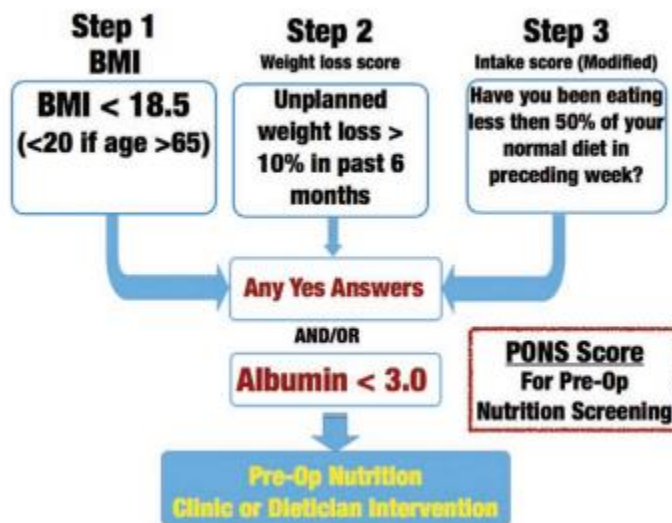 Step 1
BMI
BMI < 18.5
(<20 if age >65)
Step 2
Weight loss score
Unplanned
weight loss >
10% in past 6
months
Step 3
Intake score (Modified)
Have you been eating
less then 50% of your
normal diet in
preceding week?
Any Yes Answers
AND/OR
Albumin < 3.0
PONS Score
For Pre-Op
Nutrition Screening
Pre-Op Nutrition
Clinic or Dietician Intervention